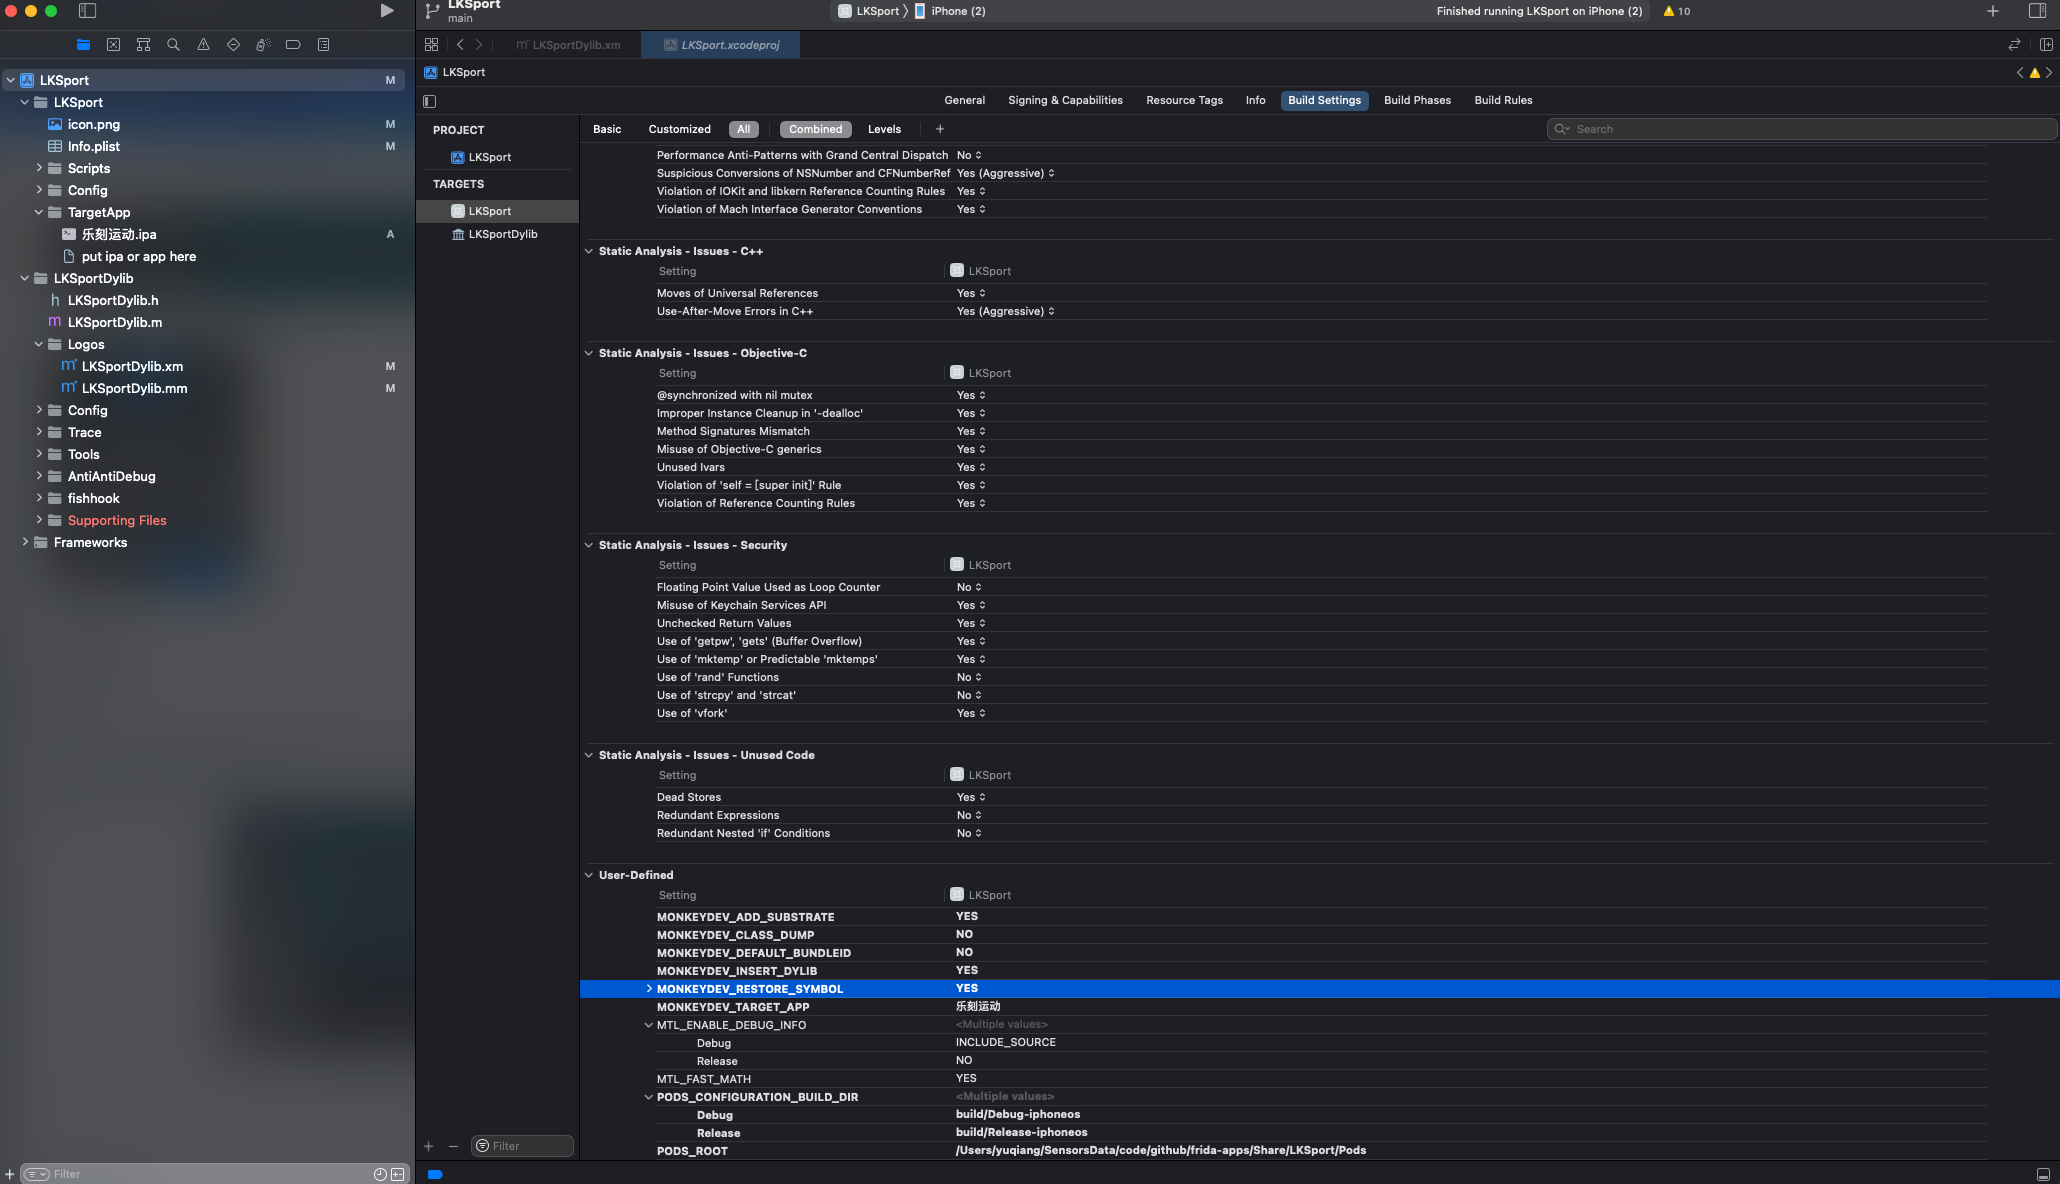 LKSport
main
LKSport
iPhone (2)
Finished running LKSport on iPhone (2)
10
LKSportDylib.xm
LKSport.xcodeproj
LKSport
General
Signing & Capabilities
Resource Tags
Info
Build Settings
Build Phases
Build Rules
LKSport M
LKSport
icon.png M
Info.plist M
Scripts
Config
TargetApp
乐刻运动.ipa A
put ipa or app here
LKSportDylib
h LKSportDylib.h
m LKSportDylib.m
Logos
LKSportDylib.xm M
LKSportDylib.mm M
Config
Trace
Tools
AntiAntiDebug
fishhook
Supporting Files
Frameworks
Filter
PROJECT
LKSport
TARGETS
LKSport
LKSportDylib
Filter
Basic
Customized
All
Combined
Levels
Search
Performance Anti-Patterns with Grand Central Dispatch No
Suspicious Conversions of NSNumber and CFNumberRef Yes (Aggressive)
Violation of IOKit and libkern Reference Counting Rules Yes
Violation of Mach Interface Generator Conventions Yes
Static Analysis - Issues - C++
Setting LKSport
Moves of Universal References Yes
Use-After-Move Errors in C++ Yes (Aggressive)
Static Analysis - Issues - Objective-C
Setting LKSport
@synchronized with nil mutex Yes
Improper Instance Cleanup in '-dealloc' Yes
Method Signatures Mismatch Yes
Misuse of Objective-C generics Yes
Unused Ivars Yes
Violation of 'self = [super init]' Rule Yes
Violation of Reference Counting Rules Yes
Static Analysis - Issues - Security
Setting LKSport
Floating Point Value Used as Loop Counter No
Misuse of Keychain Services API Yes
Unchecked Return Values Yes
Use of 'getpw', 'gets' (Buffer Overflow) Yes
Use of 'mktemp' or Predictable 'mktemps' Yes
Use of 'rand' Functions No
Use of 'strcpy' and 'strcat' No
Use of 'vfork' Yes
Static Analysis - Issues - Unused Code
Setting LKSport
Dead Stores Yes
Redundant Expressions No
Redundant Nested 'if' Conditions No
User-Defined
Setting LKSport
MONKEYDEV_ADD_SUBSTRATE YES
MONKEYDEV_CLASS_DUMP NO
MONKEYDEV_DEFAULT_BUNDLEID NO
MONKEYDEV_INSERT_DYLIB YES
MONKEYDEV_RESTORE_SYMBOL YES
MONKEYDEV_TARGET_APP 乐刻运动
MTL_ENABLE_DEBUG_INFO <Multiple values>
Debug INCLUDE_SOURCE
Release NO
MTL_FAST_MATH YES
PODS_CONFIGURATION_BUILD_DIR <Multiple values>
Debug build/Debug-iphoneos
Release build/Release-iphoneos
PODS_ROOT /Users/yuqiang/SensorsData/code/github/frida-apps/Share/LKSport/Pods